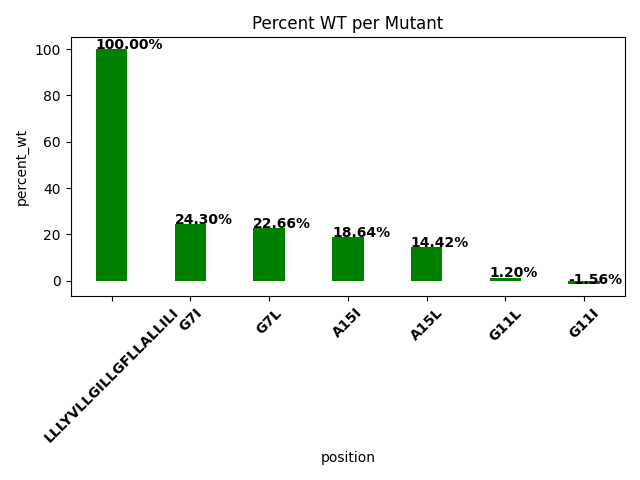 Percent WT per Mutant
percent_wt
100
80
60
40
20
0
100.00%
24.30%
22.66%
18.64%
14.42%
1.20%
-1.56%
LLLYVLLGILLGFLLALLILI
G7I
G7L
A15I
A15L
G11L
G11I
position